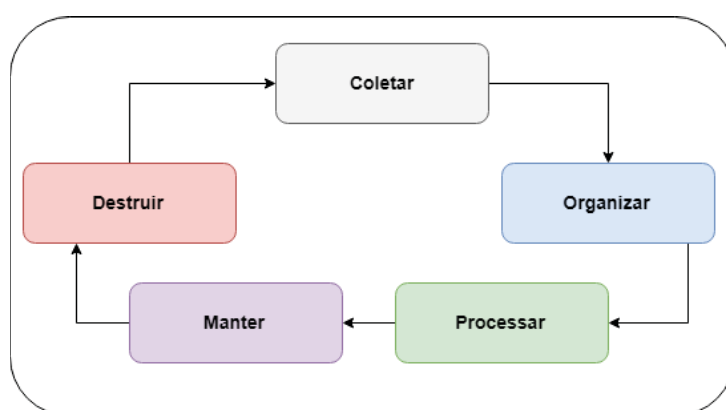 Coletar
Organizar
Processar
Manter
Destruir